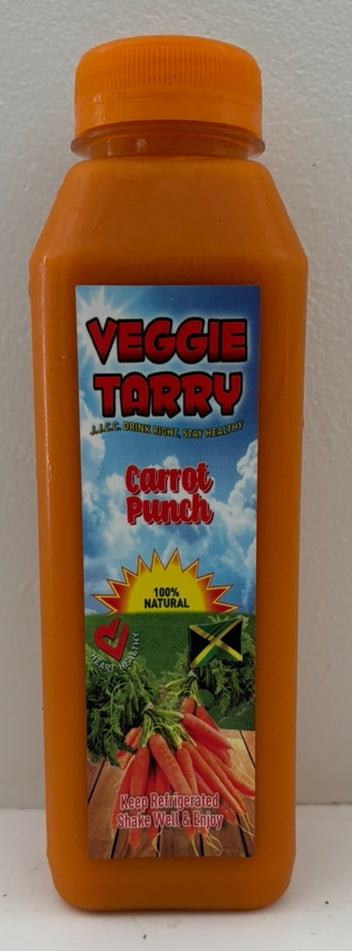 VEGGIE
TARRY
J.J.C.C. DRINK RIGHT, STAY HEALTHY
Carrot
Punch
100%
NATURAL
HEART HEALTHY
Keep Refrigerated
Shake Well & Enjoy